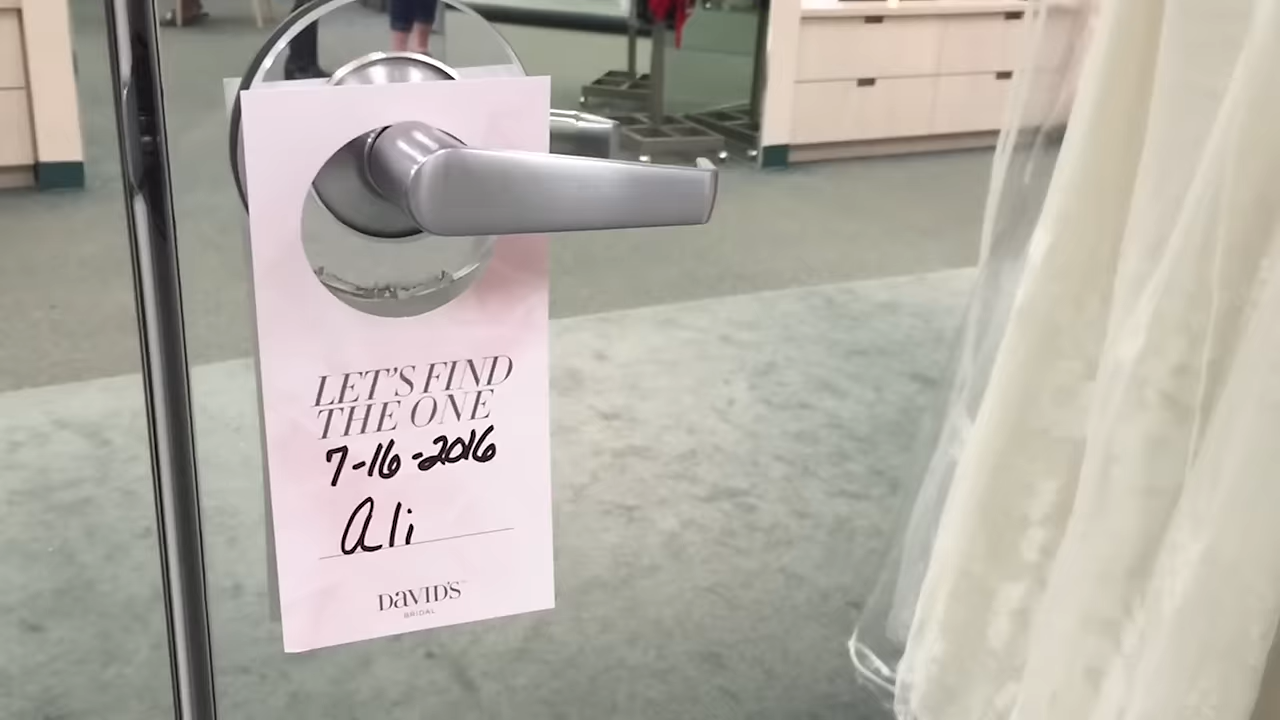 LET'S FIND
THE ONE
7-16-2016
Ali
DAVID'S
BRIDAL